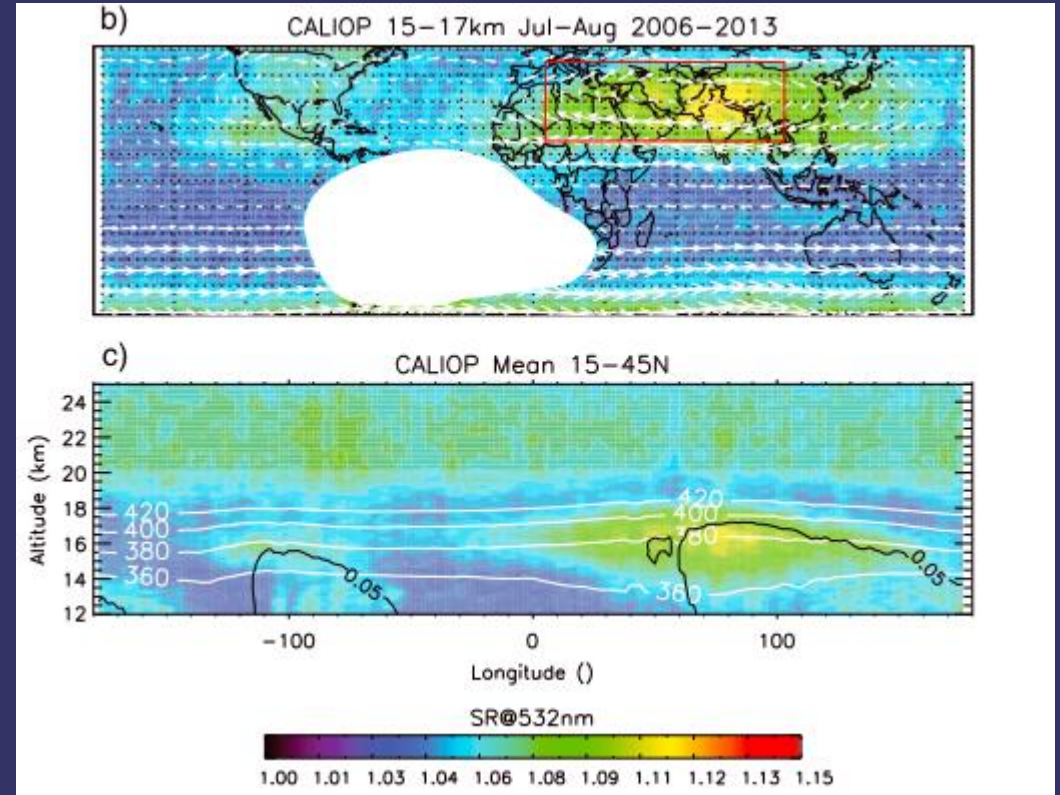 b)
CALIOP 15-17km Jul-Aug 2006-2013
c)
CALIOP Mean 15-45N
24
22
20
18
16
14
12
Altitude (km)
420
400
380
360
0.05
420
400
380
360
0.05
-100 0 100
Longitude ()
SR@532nm
1.00 1.01 1.03 1.04 1.06 1.08 1.09 1.11 1.12 1.13 1.15